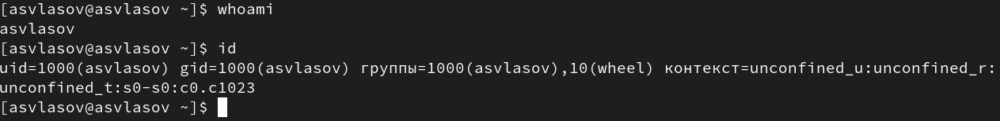 [asvlasov@asvlasov ~]$ whoami
asvlasov
[asvlasov@asvlasov ~]$ id
uid=1000(asvlasov) gid=1000(asvlasov) группы=1000(asvlasov),10(wheel) контекст=unconfined_u:unconfined_r:
unconfined_t:s0-s0:c0.c1023
[asvlasov@asvlasov ~]$